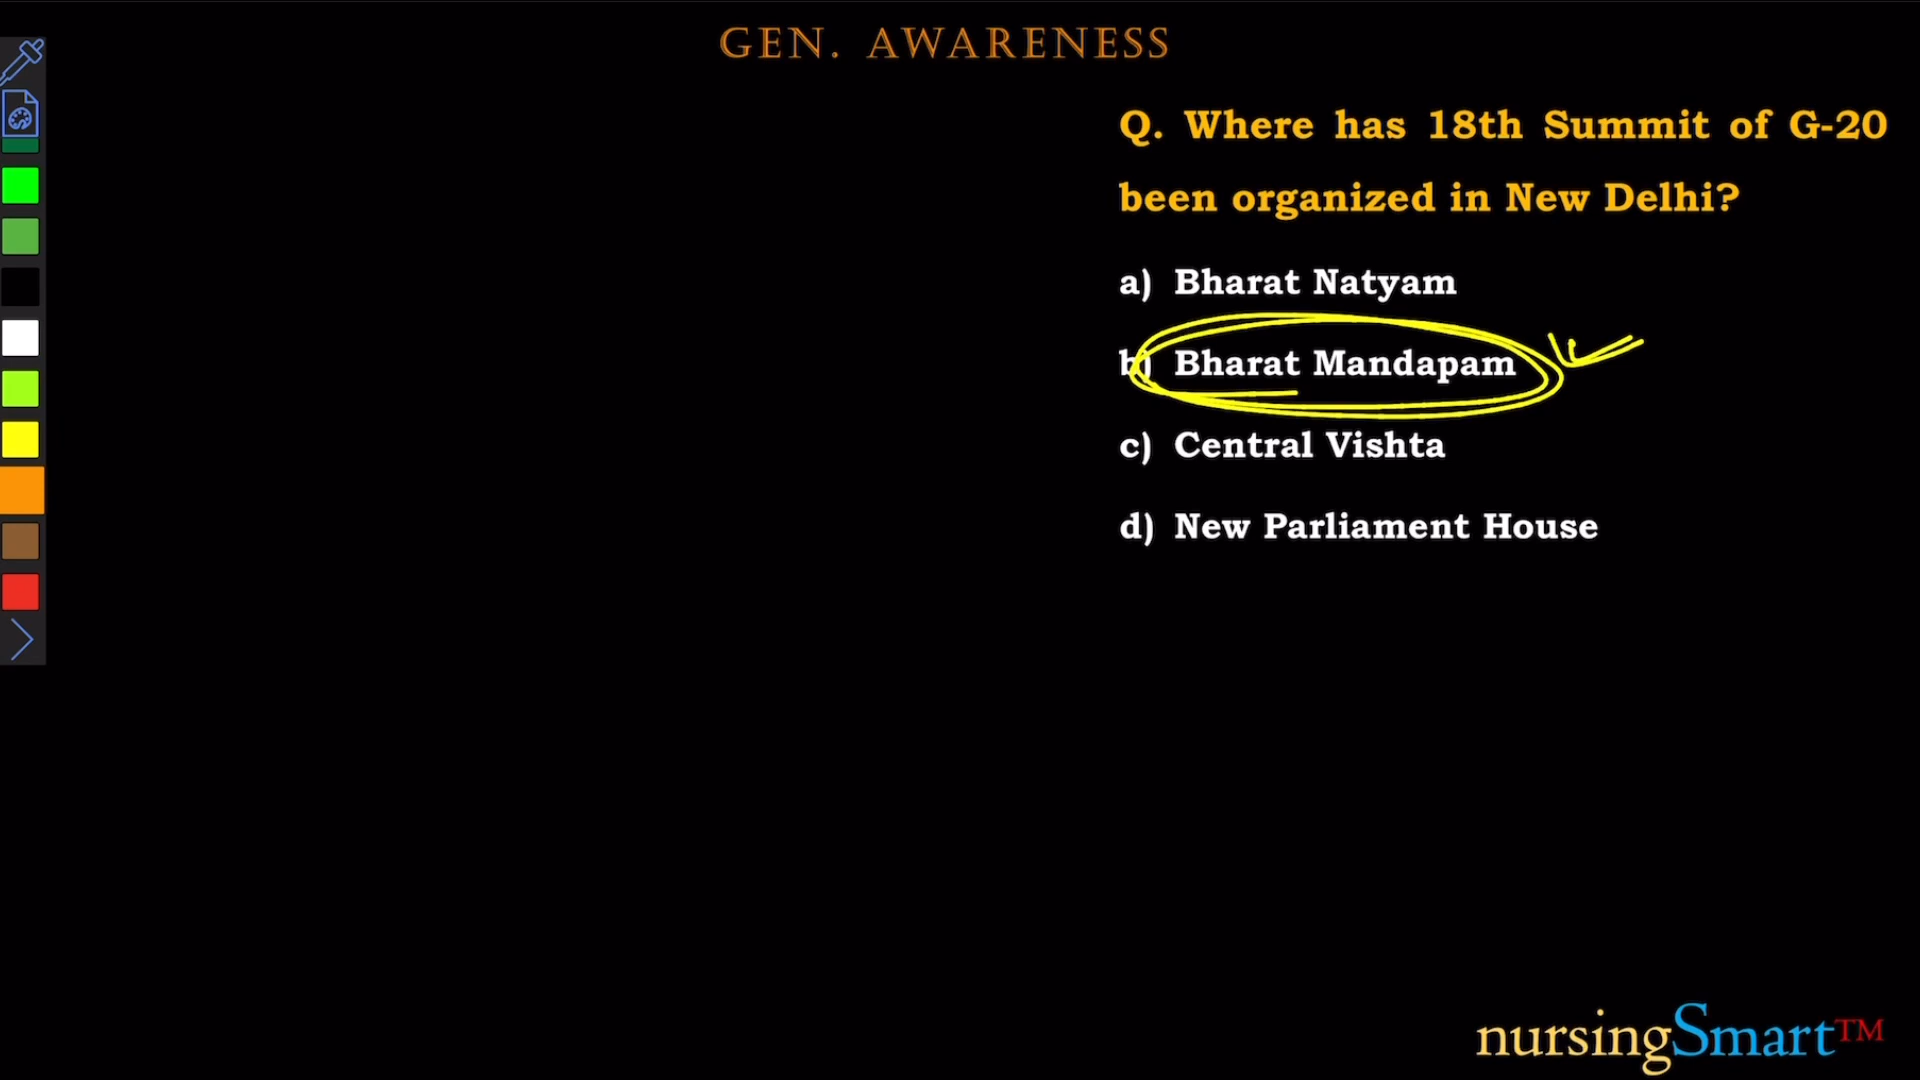 GEN. AWARENESS
Q. Where has 18th Summit of G-20
been organized in New Delhi?
a) Bharat Natyam
b) Bharat Mandapam
c) Central Vishta
d) New Parliament House
nursingSmart™